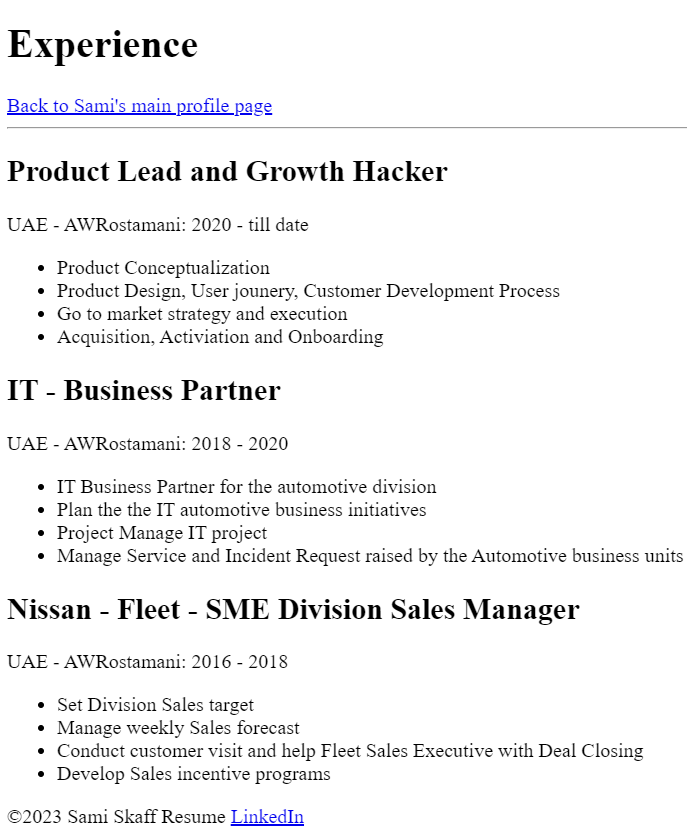 Experience
Back to Sami's main profile page
Product Lead and Growth Hacker
UAE - AWRostamani: 2020 - till date
Product Conceptualization
Product Design, User jounery, Customer Development Process
Go to market strategy and execution
Acquisition, Activiation and Onboarding
IT - Business Partner
UAE - AWRostamani: 2018 - 2020
IT Business Partner for the automotive division
Plan the the IT automotive business initiatives
Project Manage IT project
Manage Service and Incident Request raised by the Automotive business units
Nissan - Fleet - SME Division Sales Manager
UAE - AWRostamani: 2016 - 2018
Set Division Sales target
Manage weekly Sales forecast
Conduct customer visit and help Fleet Sales Executive with Deal Closing
Develop Sales incentive programs
©2023 Sami Skaff Resume LinkedIn